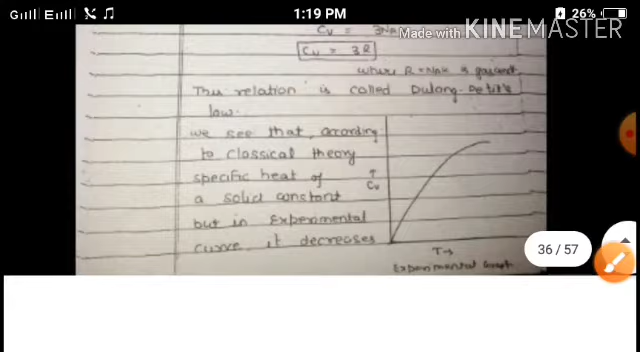 1:19 PM
26%
Made with KINEMASTER
Cv =
Cv = 3R
where R = is gas const
This relation is called Dulong-Petit's
law.
we see that, according
to classical theory
specific heat of
a solid constant
but in Experimental
curve it decreases
↑
Cv
T→
Experimental Graph
36 / 57